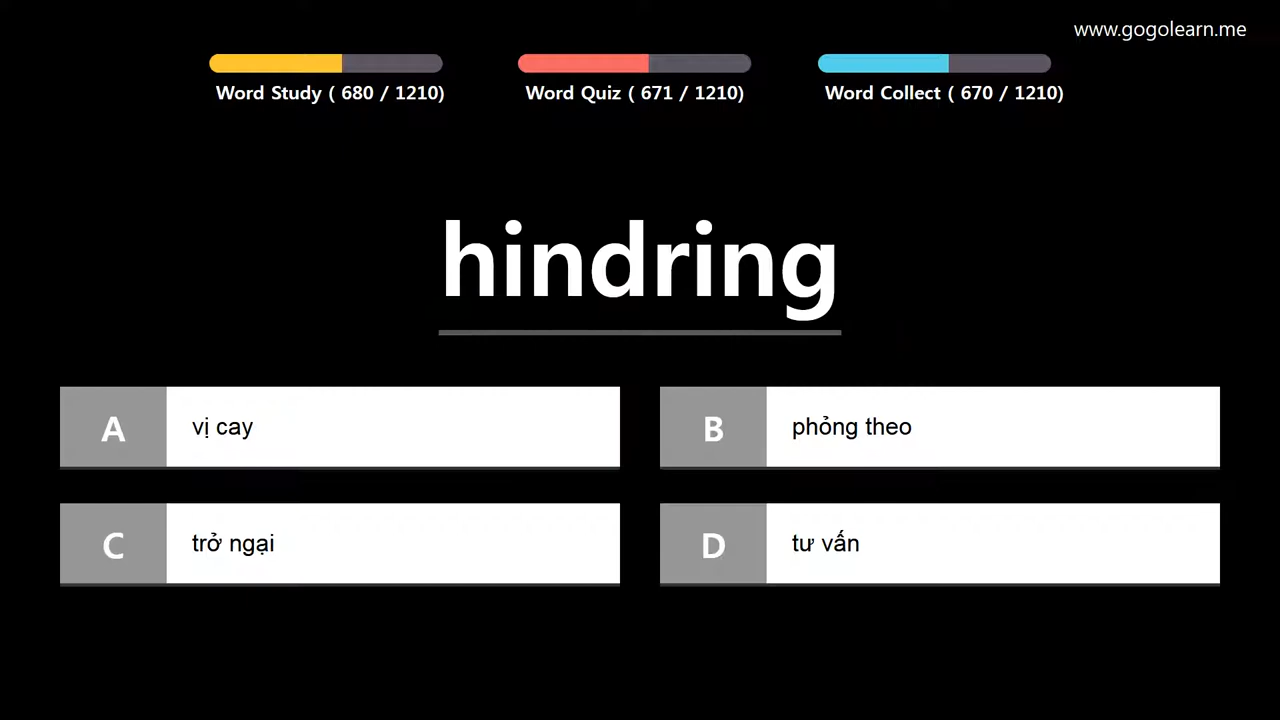 www.gogolearn.me
Word Study ( 680 / 1210)
Word Quiz ( 671 / 1210)
Word Collect ( 670 / 1210)
hindring
A vị cay
B phỏng theo
C trở ngại
D tư vấn